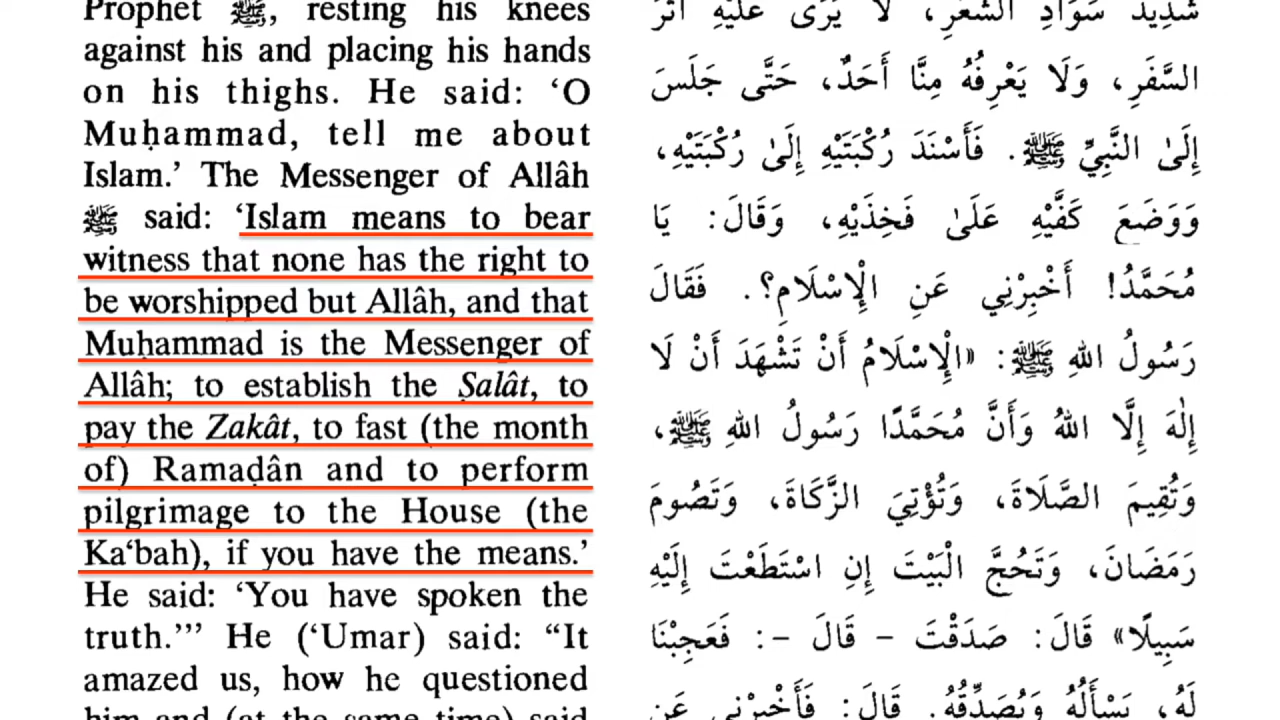 Prophet ﷺ, resting his knees
against his and placing his hands
on his thighs. He said: ‘O
Muḥammad, tell me about
Islam.’ The Messenger of Allâh
ﷺ said: ‘Islam means to bear
witness that none has the right to
be worshipped but Allâh, and that
Muḥammad is the Messenger of
Allâh; to establish the Ṣalât, to
pay the Zakât, to fast (the month
of) Ramaḍân and to perform
pilgrimage to the House (the
Ka‘bah), if you have the means.’
He said: ‘You have spoken the
truth.’” He (‘Umar) said: “It
amazed us, how he questioned
him and (at the same time) said
شَدِيدُ سَوَادِ الشَّعَرِ، لَا يُرَى عَلَيْهِ أَثَرُ
السَّفَرِ، وَلَا يَعْرِفُهُ مِنَّا أَحَدٌ، حَتَّى جَلَسَ
إِلَىٰ النَّبِيِّ ﷺ. فَأَسْنَدَ رُكْبَتَيْهِ إِلَىٰ رُكْبَتَيْهِ،
وَوَضَعَ كَفَّيْهِ عَلَىٰ فَخِذَيْهِ، وَقَالَ: يَا
مُحَمَّدُ! أَخْبِرْنِي عَنِ الْإِسْلَامِ؟. فَقَالَ
رَسُولُ اللهِ ﷺ: «الْإِسْلَامُ أَنْ تَشْهَدَ أَنْ لَا
إِلٰهَ إِلَّا اللهُ وَأَنَّ مُحَمَّدًا رَسُولُ اللهِ ﷺ،
وَتُقِيمَ الصَّلَاةَ، وَتُؤْتِيَ الزَّكَاةَ، وَتَصُومَ
رَمَضَانَ، وَتَحُجَّ الْبَيْتَ إِنِ اسْتَطَعْتَ إِلَيْهِ
سَبِيلًا» قَالَ: صَدَقْتَ - قَالَ -: فَعَجِبْنَا
لَهُ، يَسْأَلُهُ وَيُصَدِّقُهُ. قَالَ: فَأَخْبِرْنِي عَنِ